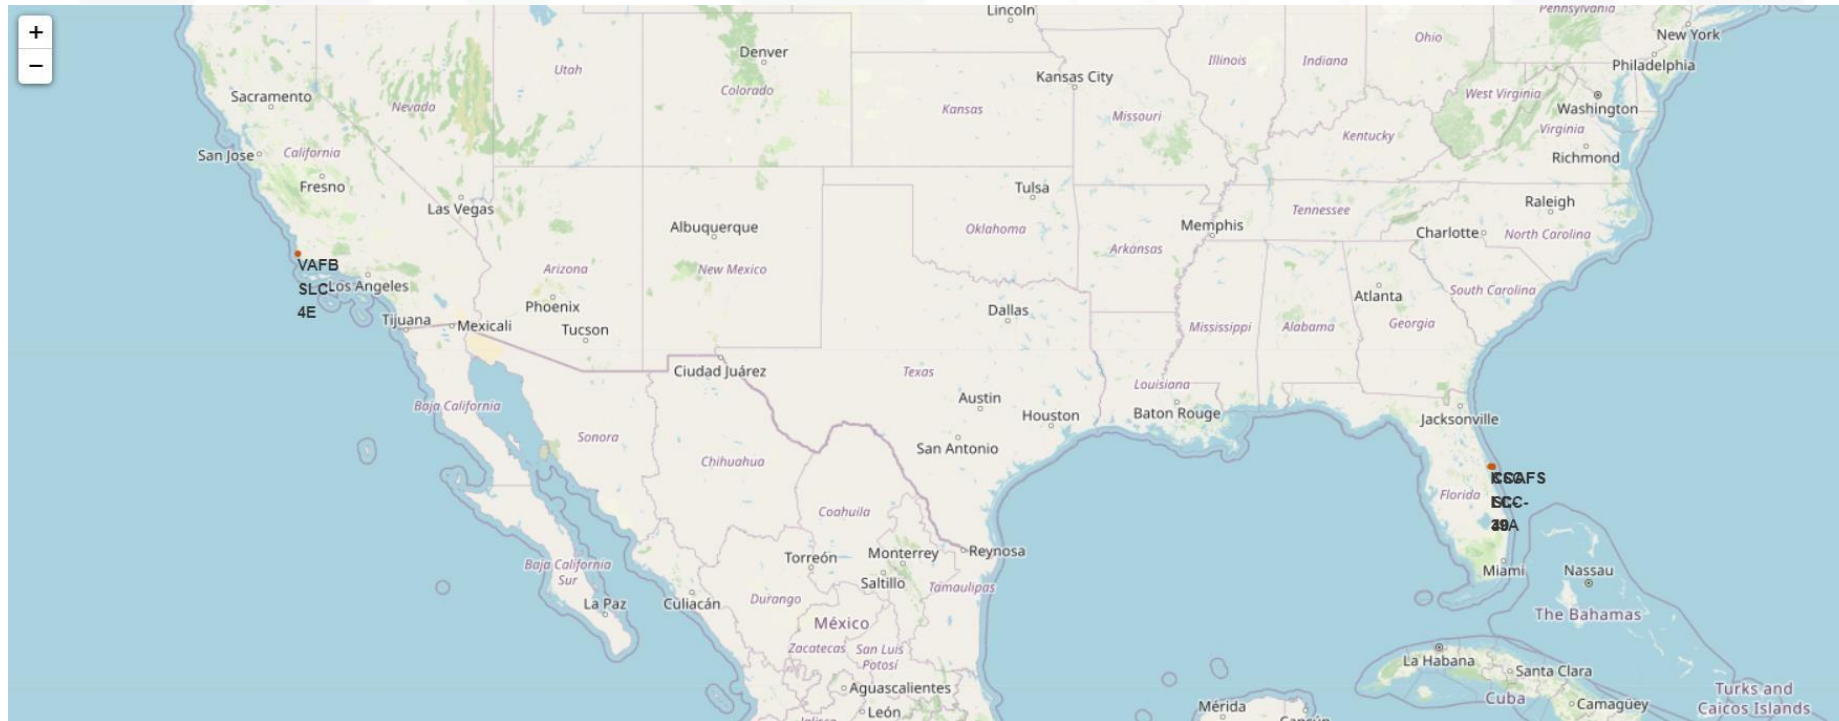 +
−
Lincoln
Pennsylvania
New York
Ohio
Denver
Philadelphia
Illinois
Indiana
Utah
Kansas City
Colorado
Sacramento
West Virginia
Nevada
Kansas
Washington
Missouri
Virginia
Kentucky
San Jose
California
Richmond
Fresno
Tulsa
Las Vegas
Raleigh
Tennessee
Albuquerque
Memphis
Oklahoma
Charlotte
North Carolina
Arkansas
VAFB
SLC-
4E
Arizona
New Mexico
Los Angeles
South Carolina
Atlanta
Phoenix
Dallas
Tijuana
Mexicali
Tucson
Mississippi
Alabama
Georgia
Ciudad Juárez
Texas
Louisiana
Austin
Baja California
Houston
Baton Rouge
Jacksonville
Sonora
San Antonio
Chihuahua
Florida
Coahuila
Torreón
Monterrey
Reynosa
Baja California
Sur
Saltillo
Tamaulipas
Miami
Nassau
La Paz
Culiacán
Durango
The Bahamas
México
Zacatecas
San Luis
Potosí
La Habana
Santa Clara
Aguascalientes
Cuba
Camagüey
Turks and
Caicos Islands
León
Mérida